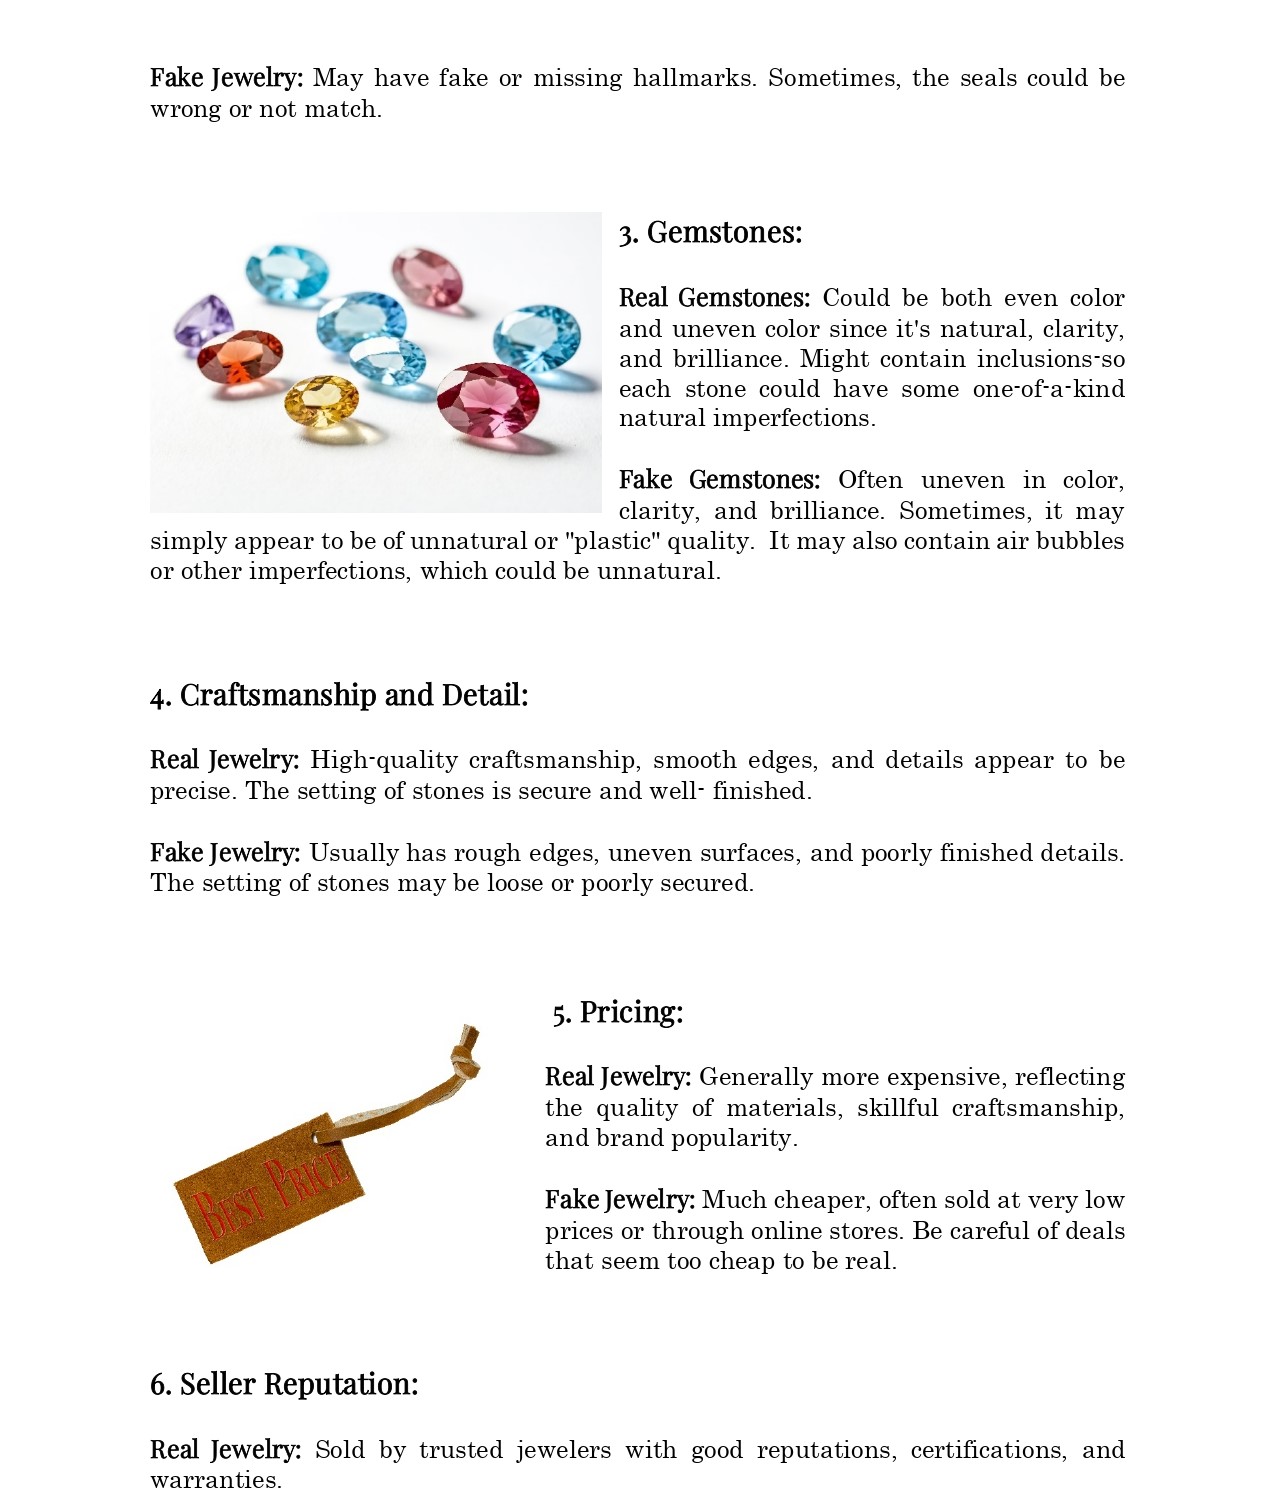 Fake Jewelry: May have fake or missing hallmarks. Sometimes, the seals could be
wrong or not match.
3. Gemstones:
Real Gemstones: Could be both even color
and uneven color since it's natural, clarity,
and brilliance. Might contain inclusions-so
each stone could have some one-of-a-kind
natural imperfections.
Fake Gemstones: Often uneven in color,
clarity, and brilliance. Sometimes, it may
simply appear to be of unnatural or "plastic" quality.  It may also contain air bubbles
or other imperfections, which could be unnatural.
4. Craftsmanship and Detail:
Real Jewelry: High-quality craftsmanship, smooth edges, and details appear to be
precise. The setting of stones is secure and well- finished.
Fake Jewelry: Usually has rough edges, uneven surfaces, and poorly finished details.
The setting of stones may be loose or poorly secured.
BEST PRICE
5. Pricing:
Real Jewelry: Generally more expensive, reflecting
the quality of materials, skillful craftsmanship,
and brand popularity.
Fake Jewelry: Much cheaper, often sold at very low
prices or through online stores. Be careful of deals
that seem too cheap to be real.
6. Seller Reputation:
Real Jewelry: Sold by trusted jewelers with good reputations, certifications, and
warranties.